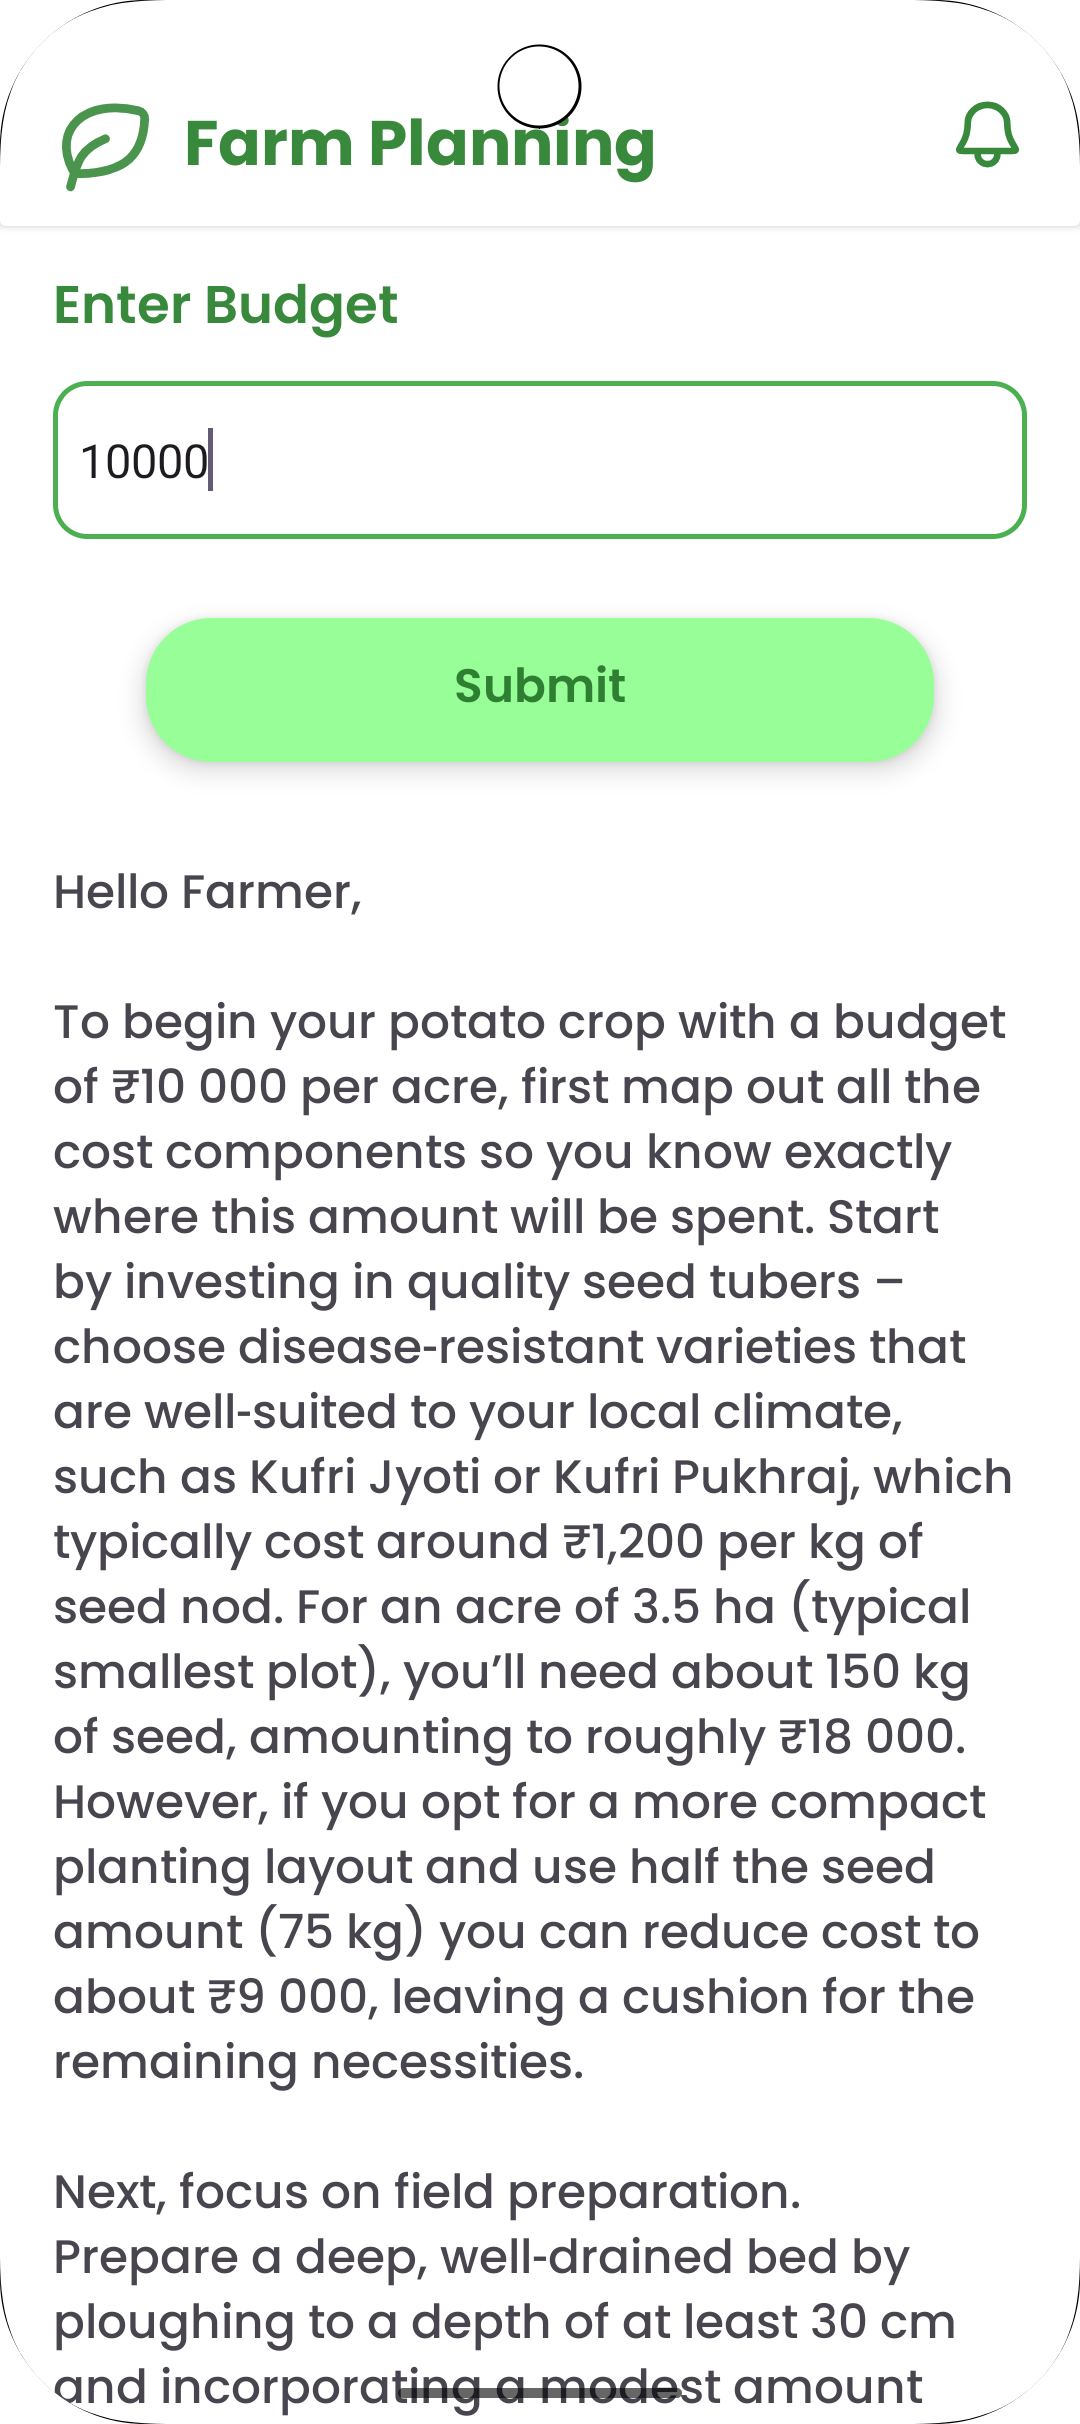 Farm Planning
Enter Budget
10000
Submit
Hello Farmer,
To begin your potato crop with a budget
of ₹10 000 per acre, first map out all the
cost components so you know exactly
where this amount will be spent. Start
by investing in quality seed tubers –
choose disease-resistant varieties that
are well-suited to your local climate,
such as Kufri Jyoti or Kufri Pukhraj, which
typically cost around ₹1,200 per kg of
seed nod. For an acre of 3.5 ha (typical
smallest plot), you’ll need about 150 kg
of seed, amounting to roughly ₹18 000.
However, if you opt for a more compact
planting layout and use half the seed
amount (75 kg) you can reduce cost to
about ₹9 000, leaving a cushion for the
remaining necessities.
Next, focus on field preparation.
Prepare a deep, well-drained bed by
ploughing to a depth of at least 30 cm
and incorporating a modest amount